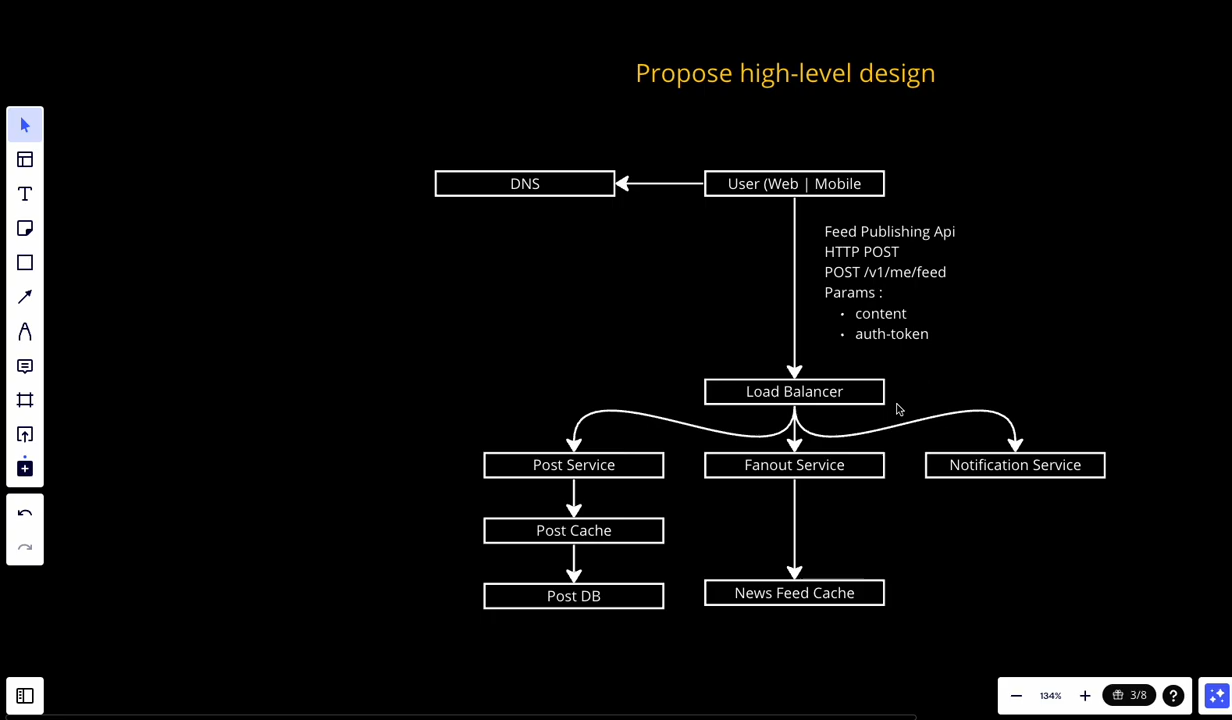 Propose high-level design
DNS
User (Web | Mobile
Feed Publishing Api
HTTP POST
POST /v1/me/feed
Params :
• content
• auth-token
Load Balancer
Post Service
Fanout Service
Notification Service
Post Cache
Post DB
News Feed Cache
134%
3/8